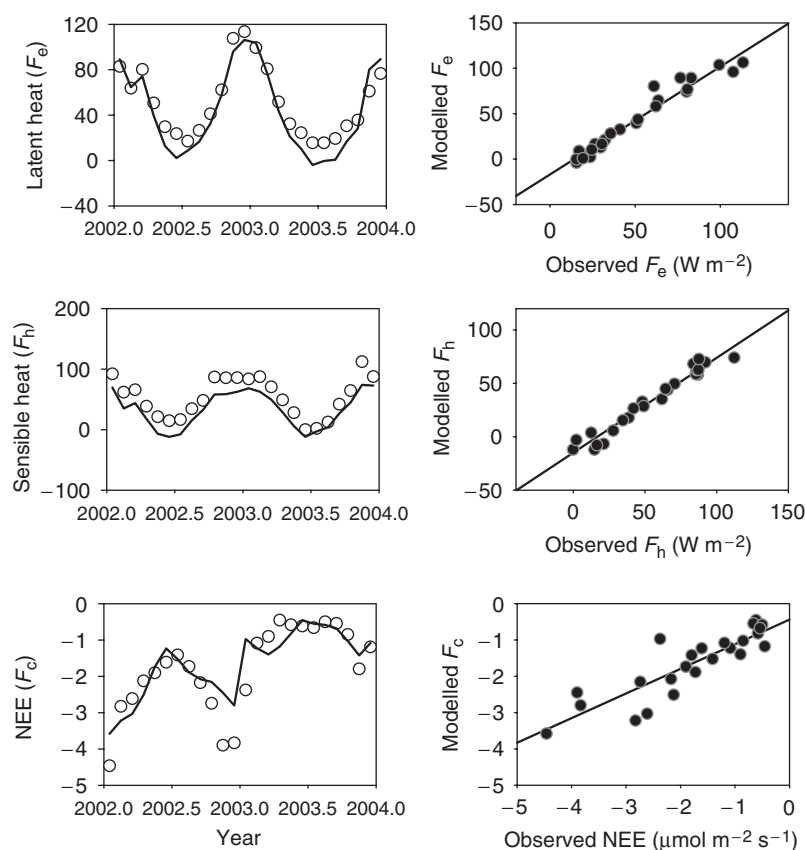 Latent heat (Fe)
120
80
40
0
−40
2002.0 2002.5 2003.0 2003.5 2004.0
Modelled Fe
150
100
50
0
−50
0 50 100
Observed Fe (W m−2)
Sensible heat (Fh)
200
100
0
−100
2002.0 2002.5 2003.0 2003.5 2004.0
Modelled Fh
100
50
0
−50
0 50 100 150
Observed Fh (W m−2)
NEE (Fc)
0
−1
−2
−3
−4
−5
2002.0 2002.5 2003.0 2003.5 2004.0
Year
Modelled Fc
0
−1
−2
−3
−4
−5
−5 −4 −3 −2 −1 0
Observed NEE (μmol m−2 s−1)